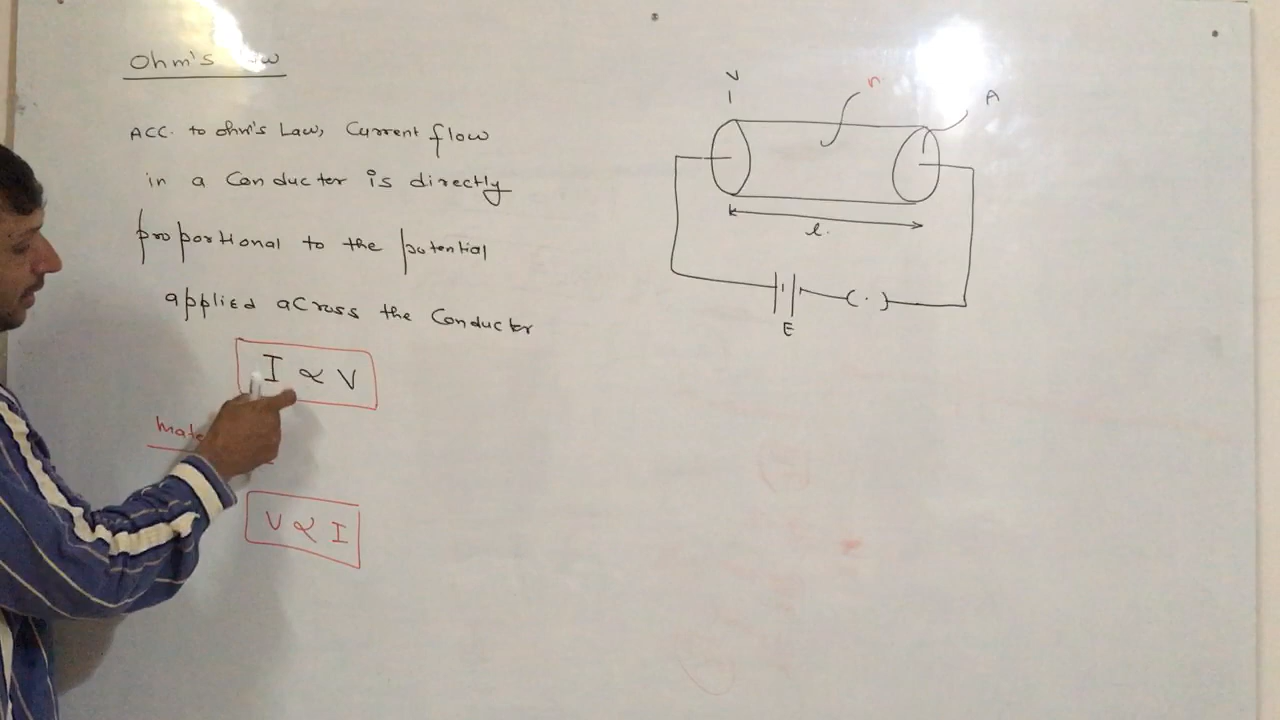 Ohm's Law
ACC. to ohm's Law, Current flow
in a Conductor is directly
proportional to the potential
applied across the Conductor
I ∝ V
V ∝ I
V
n
A
l.
E